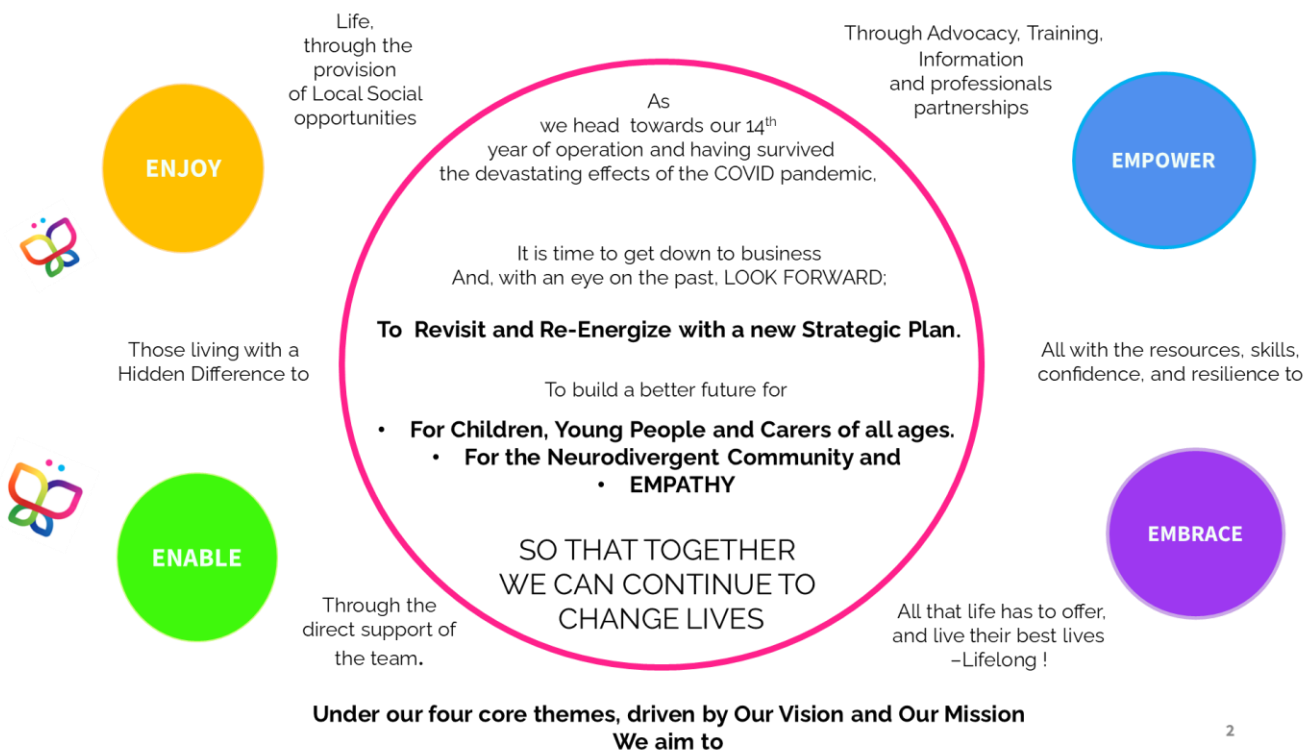 Life,
through the
provision
of Local Social
opportunities
ENJOY
Through Advocacy, Training,
Information
and professionals
partnerships
EMPOWER
As
we head towards our 14th
year of operation and having survived
the devastating effects of the COVID pandemic,
It is time to get down to business
And, with an eye on the past, LOOK FORWARD;
To Revisit and Re-Energize with a new Strategic Plan.
To build a better future for
• For Children, Young People and Carers of all ages.
• For the Neurodivergent Community and
• EMPATHY
SO THAT TOGETHER
WE CAN CONTINUE TO
CHANGE LIVES
Those living with a
Hidden Difference to
All with the resources, skills,
confidence, and resilience to
ENABLE
Through the
direct support of
the team.
EMBRACE
All that life has to offer,
and live their best lives
–Lifelong !
Under our four core themes, driven by Our Vision and Our Mission
We aim to
2